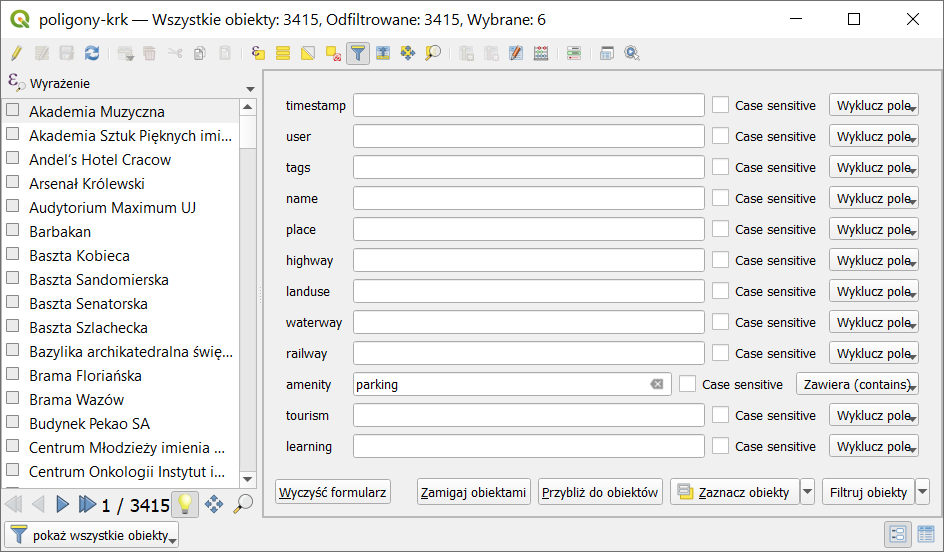 poligony-krk — Wszystkie obiekty: 3415, Odfiltrowane: 3415, Wybrane: 6
Wyrażenie
Akademia Muzyczna
Akademia Sztuk Pięknych imi...
Andel's Hotel Cracow
Arsenał Królewski
Audytorium Maximum UJ
Barbakan
Baszta Kobieca
Baszta Sandomierska
Baszta Senatorska
Baszta Szlachecka
Bazylika archikatedralna świę...
Brama Floriańska
Brama Wazów
Budynek Pekao SA
Centrum Młodzieży imienia ...
Centrum Onkologii Instytut i...
1 / 3415
timestamp Case sensitive Wyklucz pole
user Case sensitive Wyklucz pole
tags Case sensitive Wyklucz pole
name Case sensitive Wyklucz pole
place Case sensitive Wyklucz pole
highway Case sensitive Wyklucz pole
landuse Case sensitive Wyklucz pole
waterway Case sensitive Wyklucz pole
railway Case sensitive Wyklucz pole
amenity parking Case sensitive Zawiera (contains)
tourism Case sensitive Wyklucz pole
learning Case sensitive Wyklucz pole
Wyczyść formularz Zamigaj obiektami Przybliż do obiektów Zaznacz obiekty Filtruj obiekty
pokaż wszystkie obiekty